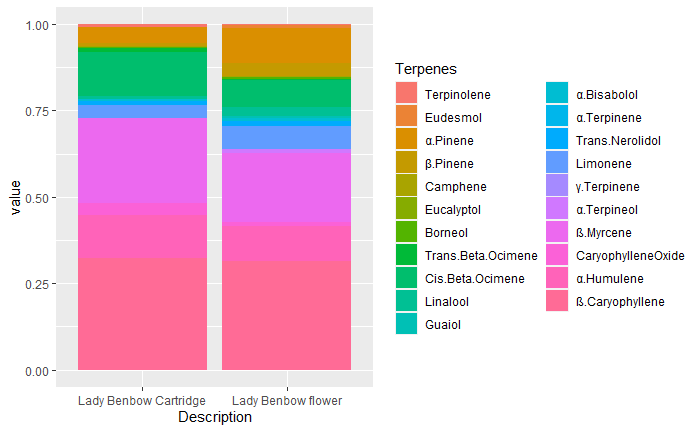 1.00
0.75
0.50
0.25
0.00
value
Lady Benbow Cartridge
Lady Benbow flower
Description
Terpenes
Terpinolene
Eudesmol
α.Pinene
β.Pinene
Camphene
Eucalyptol
Borneol
Trans.Beta.Ocimene
Cis.Beta.Ocimene
Linalool
Guaiol
α.Bisabolol
α.Terpinene
Trans.Nerolidol
Limonene
γ.Terpinene
α.Terpineol
ß.Myrcene
CaryophylleneOxide
α.Humulene
ß.Caryophyllene